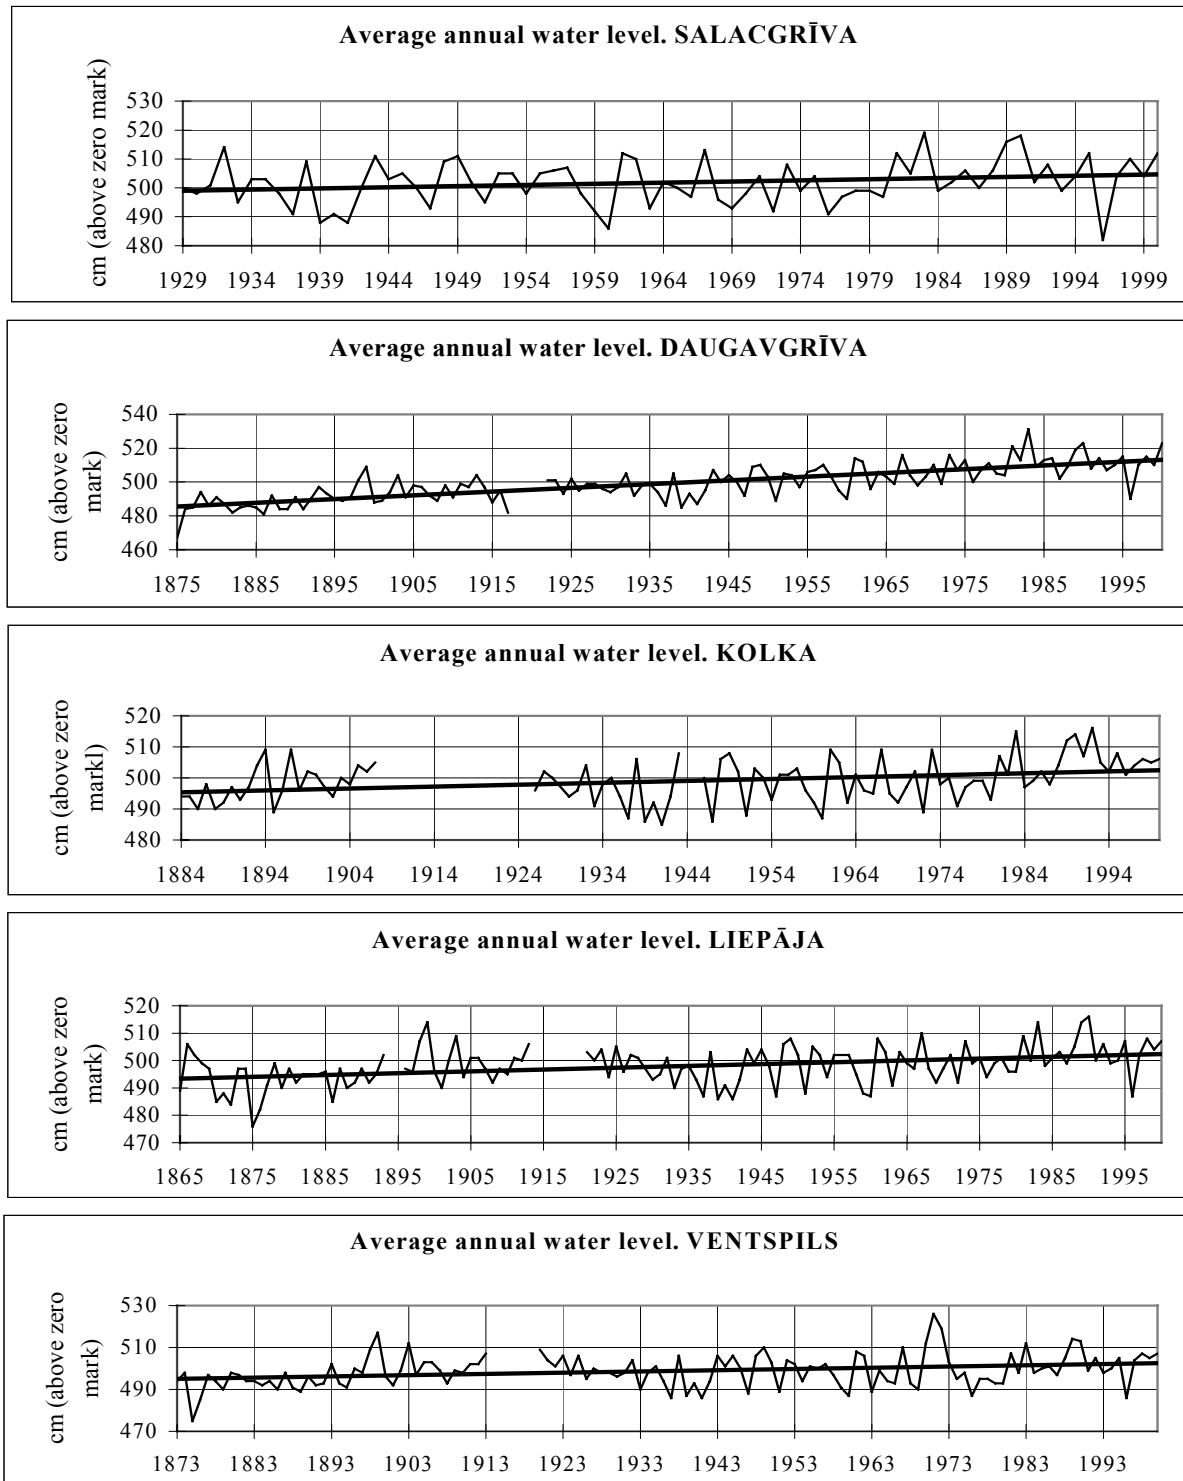 Average annual water level. SALACGRĪVA
cm (above zero mark)
530
520
510
500
490
480
1929 1934 1939 1944 1949 1954 1959 1964 1969 1974 1979 1984 1989 1994 1999
Average annual water level. DAUGAVGRĪVA
cm (above zero
mark)
540
520
500
480
460
1875 1885 1895 1905 1915 1925 1935 1945 1955 1965 1975 1985 1995
Average annual water level. KOLKA
cm (above zero
markl)
520
510
500
490
480
1884 1894 1904 1914 1924 1934 1944 1954 1964 1974 1984 1994
Average annual water level. LIEPĀJA
cm (above zero
mark)
520
510
500
490
480
470
1865 1875 1885 1895 1905 1915 1925 1935 1945 1955 1965 1975 1985 1995
Average annual water level. VENTSPILS
cm (above zero
mark)
530
510
490
470
1873 1883 1893 1903 1913 1923 1933 1943 1953 1963 1973 1983 1993